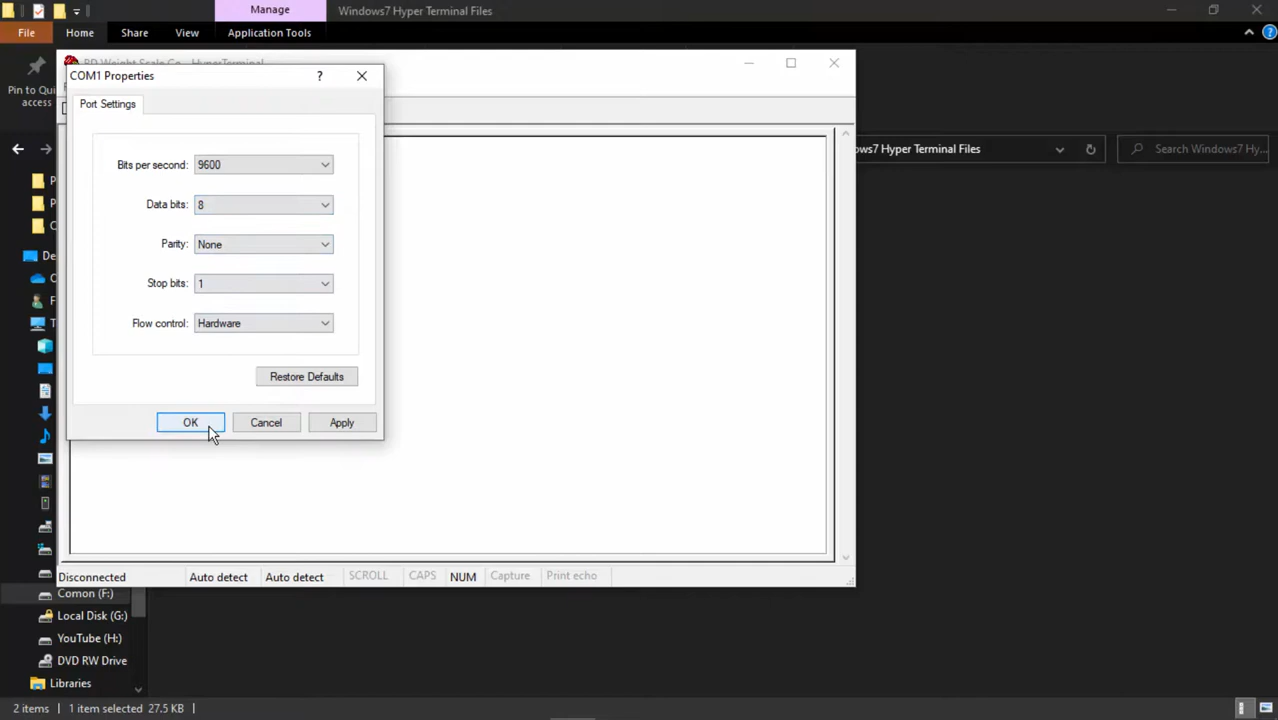 Manage
Windows7 Hyper Terminal Files
File
Home
Share
View
Application Tools
Pin to Qui
access
HyperTerminal
COM1 Properties
?
Port Settings
Bits per second: 9600
Data bits: 8
Parity: None
Stop bits: 1
Flow control: Hardware
Restore Defaults
OK
Cancel
Apply
ows7 Hyper Terminal Files
Search Windows7 Hy...
De
Comon (F:)
Local Disk (G:)
YouTube (H:)
DVD RW Drive
Libraries
Disconnected
Auto detect
Auto detect
SCROLL
CAPS
NUM
Capture
Print echo
2 items
1 item selected 27.5 KB